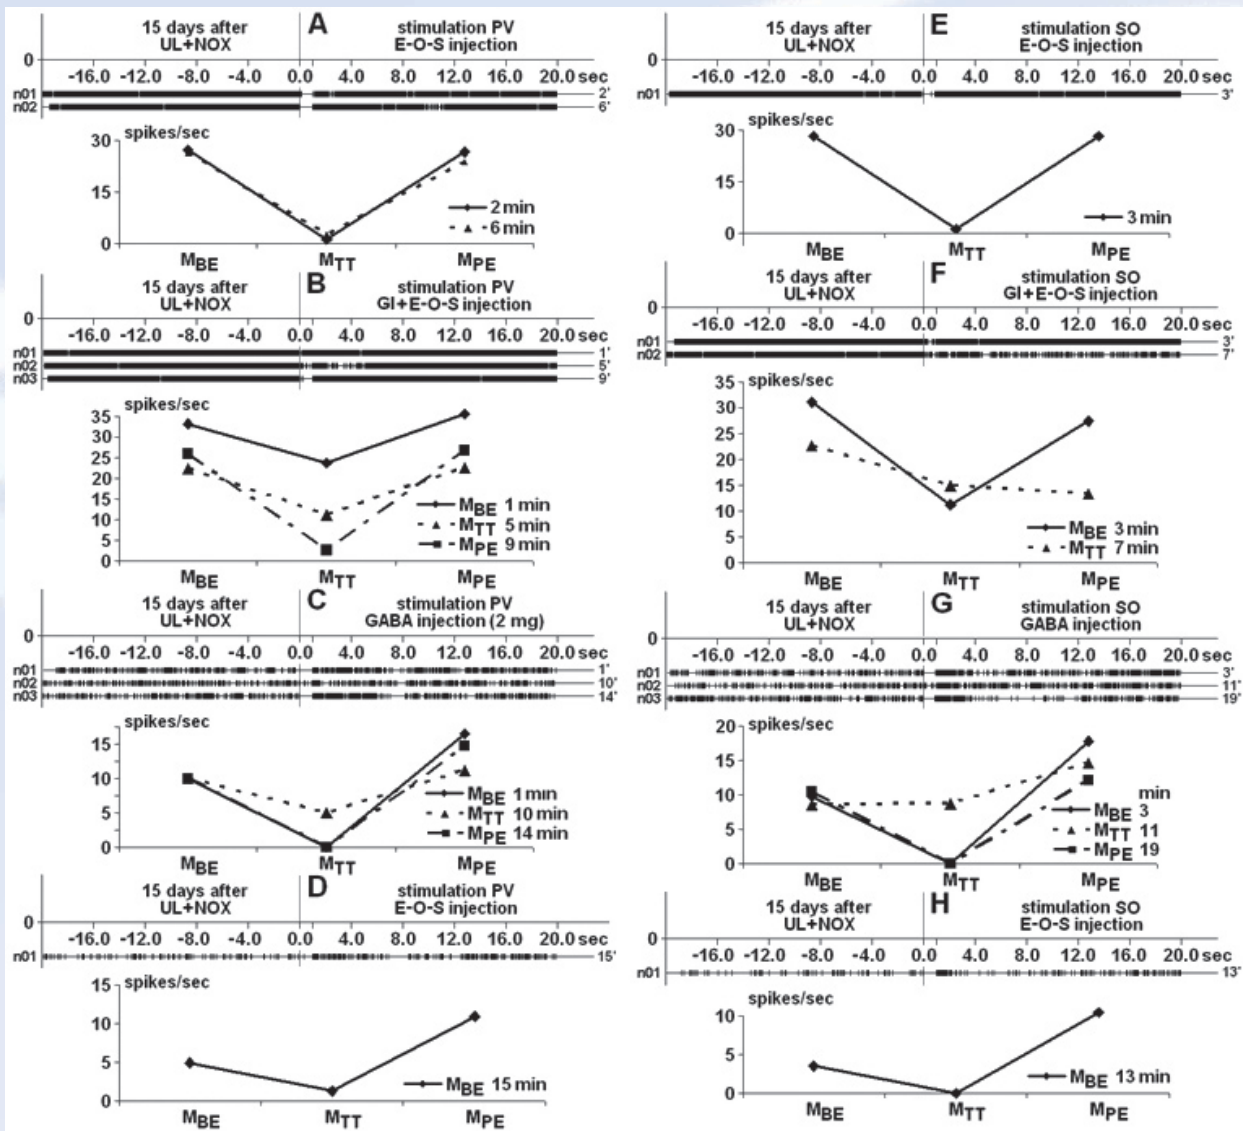 15 days after A stimulation PV
UL+NOX E-O-S injection
0
-16.0 -12.0 -8.0 -4.0 0.0 4.0 8.0 12.0 16.0 20.0 sec
n01 2'
n02 6'
spikes/sec
30
15
0
2 min
6 min
MBE MTT MPE
15 days after B stimulation PV
UL+NOX GI+E-O-S injection
0
-16.0 -12.0 -8.0 -4.0 0.0 4.0 8.0 12.0 16.0 20.0 sec
n01 1'
n02 5'
n03 9'
spikes/sec
35
30
25
20
15
10
5
0
MBE 1 min
MTT 5 min
MPE 9 min
MBE MTT MPE
15 days after C stimulation PV
UL+NOX GABA injection (2 mg)
0
-16.0 -12.0 -8.0 -4.0 0.0 4.0 8.0 12.0 16.0 20.0 sec
n01 1'
n02 10'
n03 14'
spikes/sec
15
10
5
0
MBE 1 min
MTT 10 min
MPE 14 min
MBE MTT MPE
15 days after D stimulation PV
UL+NOX E-O-S injection
0
-16.0 -12.0 -8.0 -4.0 0.0 4.0 8.0 12.0 16.0 20.0 sec
n01 15'
spikes/sec
15
10
5
0
MBE 15 min
MBE MTT MPE
15 days after E stimulation SO
UL+NOX E-O-S injection
0
-16.0 -12.0 -8.0 -4.0 0.0 4.0 8.0 12.0 16.0 20.0 sec
n01 3'
spikes/sec
30
15
0
3 min
MBE MTT MPE
15 days after F stimulation SO
UL+NOX GI+E-O-S injection
0
-16.0 -12.0 -8.0 -4.0 0.0 4.0 8.0 12.0 16.0 20.0 sec
n01 3'
n02 7'
spikes/sec
35
30
25
20
15
10
5
0
MBE 3 min
MTT 7 min
MBE MTT MPE
15 days after G stimulation SO
UL+NOX GABA injection
0
-16.0 -12.0 -8.0 -4.0 0.0 4.0 8.0 12.0 16.0 20.0 sec
n01 3'
n02 11'
n03 19'
spikes/sec
20
15
10
5
0
min
MBE 3
MTT 11
MPE 19
MBE MTT MPE
15 days after H stimulation SO
UL+NOX E-O-S injection
0
-16.0 -12.0 -8.0 -4.0 0.0 4.0 8.0 12.0 16.0 20.0 sec
n01 13'
spikes/sec
10
5
0
MBE 13 min
MBE MTT MPE